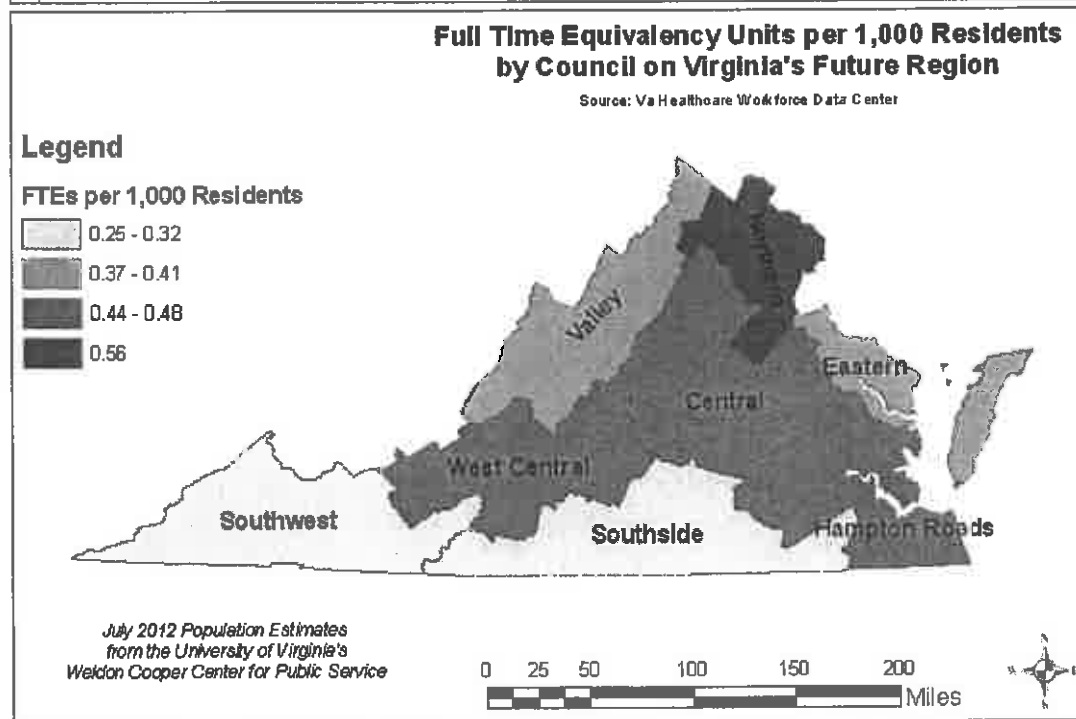 Full Time Equivalency Units per 1,000 Residents
by Council on Virginia's Future Region
Source: Va Healthcare Workforce Data Center
Legend
FTEs per 1,000 Residents
0.25 - 0.32
0.37 - 0.41
0.44 - 0.48
0.56
Northern
Valley
Eastern
Central
West Central
Southwest
Southside
Hampton Roads
July 2012 Population Estimates
from the University of Virginia's
Weldon Cooper Center for Public Service
0 25 50 100 150 200
Miles